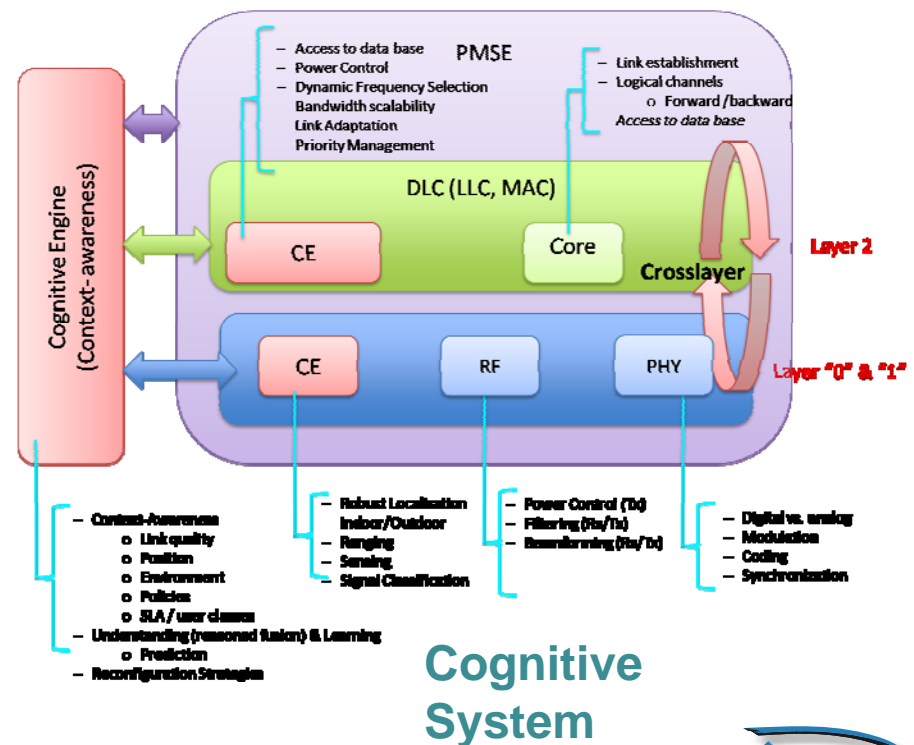 PMSE
– Access to data base
– Power Control
– Dynamic Frequency Selection
Bandwidth scalability
Link Adaptation
Priority Management
– Link establishment
– Logical channels
o Forward /backward
Access to data base
Cognitive Engine
(Context- awareness)
DLC (LLC, MAC)
CE
Core
Crosslayer
Layer 2
CE
RF
PHY
Layer "0" & "1"
– Context-Awareness
o Link quality
o Position
o Environment
o Policies
o SLA / user classes
– Understanding (reasoned fusion) & Learning
o Prediction
– Reconfiguration Strategies
– Robust Localisation
Indoor/Outdoor
– Ranging
– Sensing
– Signal Classification
– Power Control (Tx)
– Filtering (Rx/Tx)
– Beamforming (Rx/Tx)
– Digital vs. analog
– Modulation
– Coding
– Synchronization
Cognitive
System